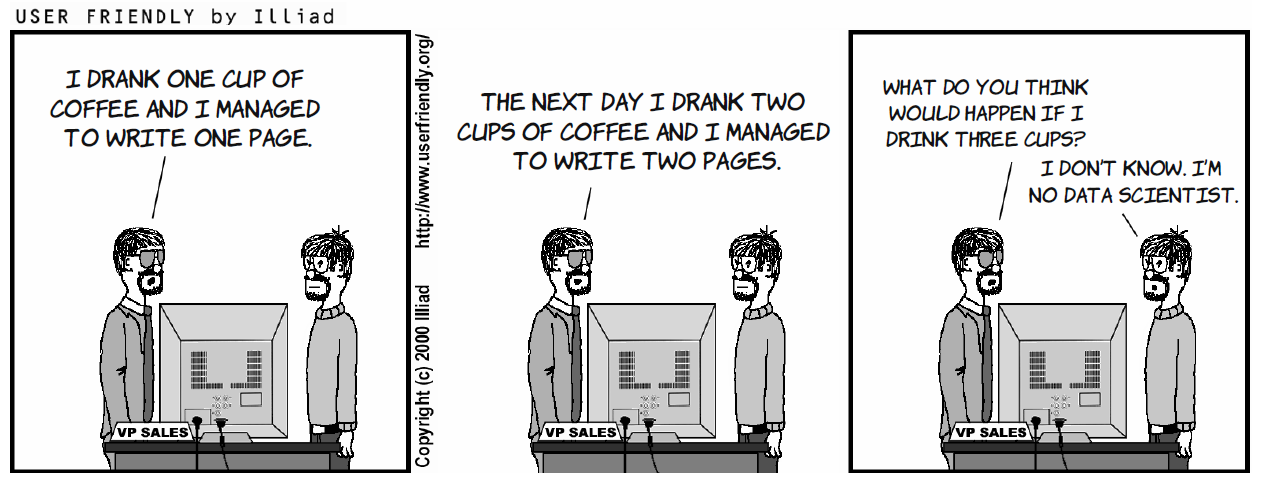 USER FRIENDLY by Illiad
I DRANK ONE CUP OF
COFFEE AND I MANAGED
TO WRITE ONE PAGE.
VP SALES
Copyright (c) 2000 Illiad http://www.userfriendly.org/
THE NEXT DAY I DRANK TWO
CUPS OF COFFEE AND I MANAGED
TO WRITE TWO PAGES.
VP SALES
WHAT DO YOU THINK
WOULD HAPPEN IF I
DRINK THREE CUPS?
I DON'T KNOW. I'M
NO DATA SCIENTIST.
VP SALES